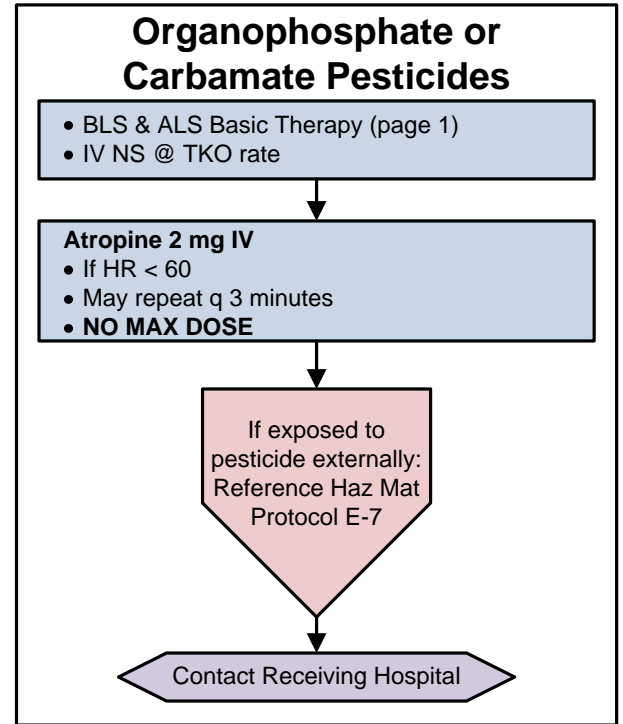 Organophosphate or
Carbamate Pesticides
• BLS & ALS Basic Therapy (page 1)
• IV NS @ TKO rate
Atropine 2 mg IV
• If HR < 60
• May repeat q 3 minutes
• NO MAX DOSE
If exposed to
pesticide externally:
Reference Haz Mat
Protocol E-7
Contact Receiving Hospital